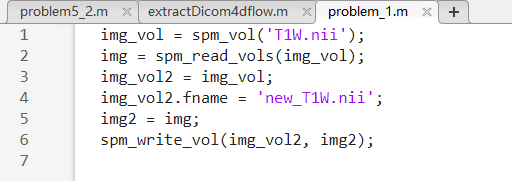 problem5_2.m × extractDicom4dflow.m × problem_1.m × +
1 img_vol = spm_vol('T1W.nii');
2 img = spm_read_vols(img_vol);
3 img_vol2 = img_vol;
4 img_vol2.fname = 'new_T1W.nii';
5 img2 = img;
6 spm_write_vol(img_vol2, img2);
7